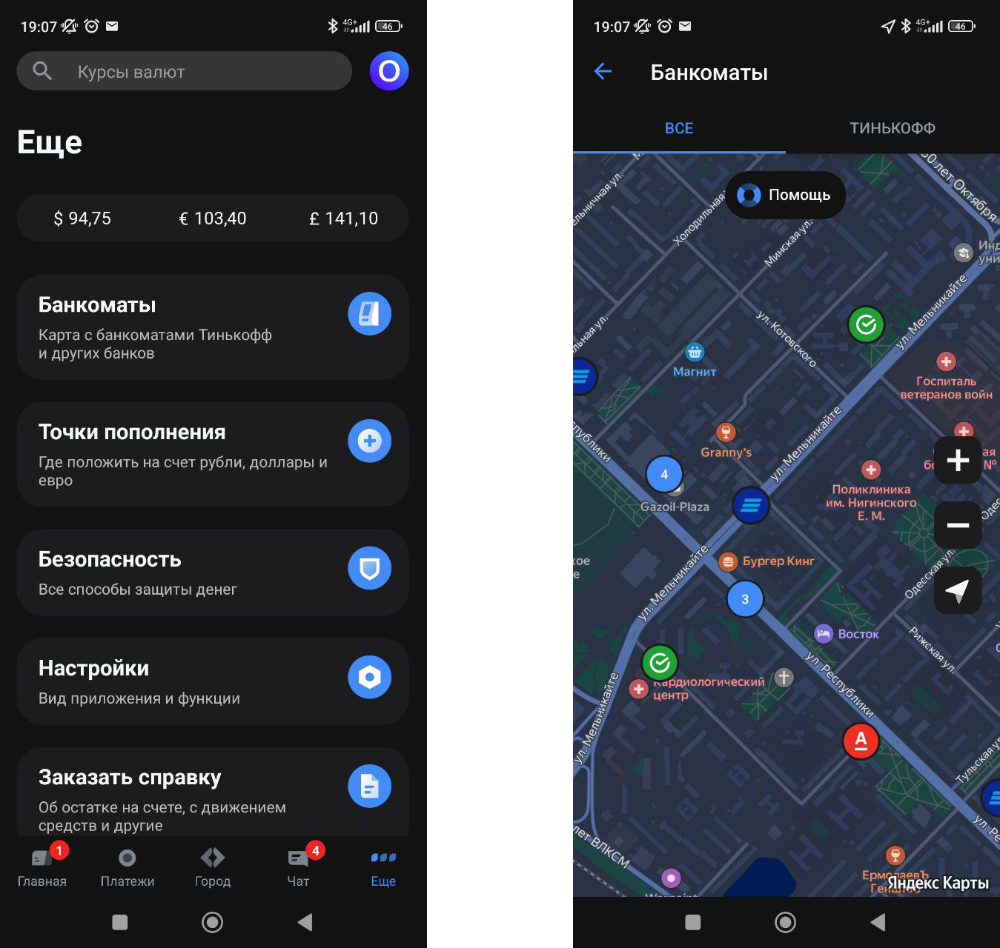 19:07
4G+
46
Курсы валют
O
Еще
$ 94,75
€ 103,40
£ 141,10
Банкоматы
Карта с банкоматами Тинькофф
и других банков
Точки пополнения
Где положить на счет рубли, доллары и
евро
Безопасность
Все способы защиты денег
Настройки
Вид приложения и функции
Заказать справку
Об остатке на счете, с движением
средств и другие
1
4
Главная
Платежи
Город
Чат
Еще
19:07
4G+
46
Банкоматы
ВСЕ
ТИНЬКОФФ
Помощь
50 лет Октября
Холодильная
Минская ул.
Инд
уни
ул. Мельникайте
ул. Котовского
Магнит
Госпиталь
ветеранов войн
Granny's
ул. Мельникайте
4
Gazoil-Plaza
Поликлиника
им. Нигинского
Е. М.
Бургер Кинг
ул. Мельникайте
3
Одесская ул.
Восток
Рижская ул.
Кардиологический
центр
ул. Республики
ул. Мельникайте
А
Тульская ул.
лет ВЛКСМ
ЕрмолаевЪ
Яндекс Карты